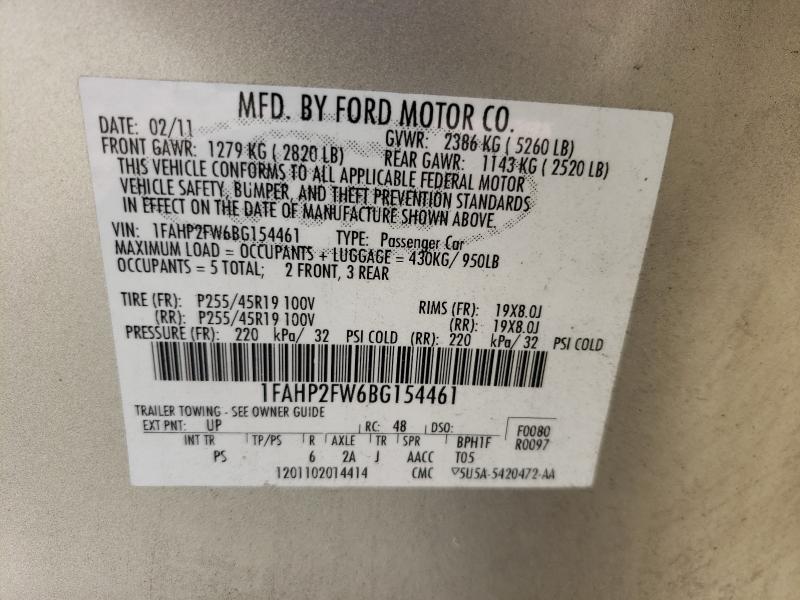 MFD. BY FORD MOTOR CO.
DATE: 02/11 GVWR: 2386 KG ( 5260 LB)
FRONT GAWR: 1279 KG ( 2820 LB) REAR GAWR: 1143 KG ( 2520 LB)
THIS VEHICLE CONFORMS TO ALL APPLICABLE FEDERAL MOTOR
VEHICLE SAFETY, BUMPER, AND THEFT PREVENTION STANDARDS
IN EFFECT ON THE DATE OF MANUFACTURE SHOWN ABOVE.
VIN: 1FAHP2FW6BG154461 TYPE: Passenger Car
MAXIMUM LOAD = OCCUPANTS + LUGGAGE = 430KG/ 950LB
OCCUPANTS = 5 TOTAL; 2 FRONT, 3 REAR
TIRE (FR): P255/45R19 100V RIMS (FR): 19X8.0J
(RR): P255/45R19 100V (RR): 19X8.0J
PRESSURE (FR): 220 kPa/ 32 PSI COLD (RR): 220 kPa/ 32 PSI COLD
1FAHP2FW6BG154461
TRAILER TOWING - SEE OWNER GUIDE
EXT PNT: UP RC: 48 DSO: F0080
INT TR TP/PS R AXLE TR SPR BPH1F R0097
PS 6 2A J AACC T05
1201102014414 CMC ▽5U5A-5420472-AA